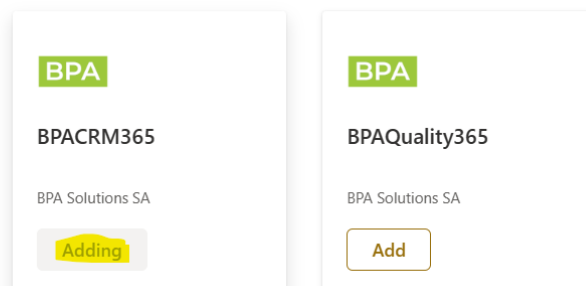 BPA
BPACRM365
BPA Solutions SA
Adding
BPA
BPAQuality365
BPA Solutions SA
Add